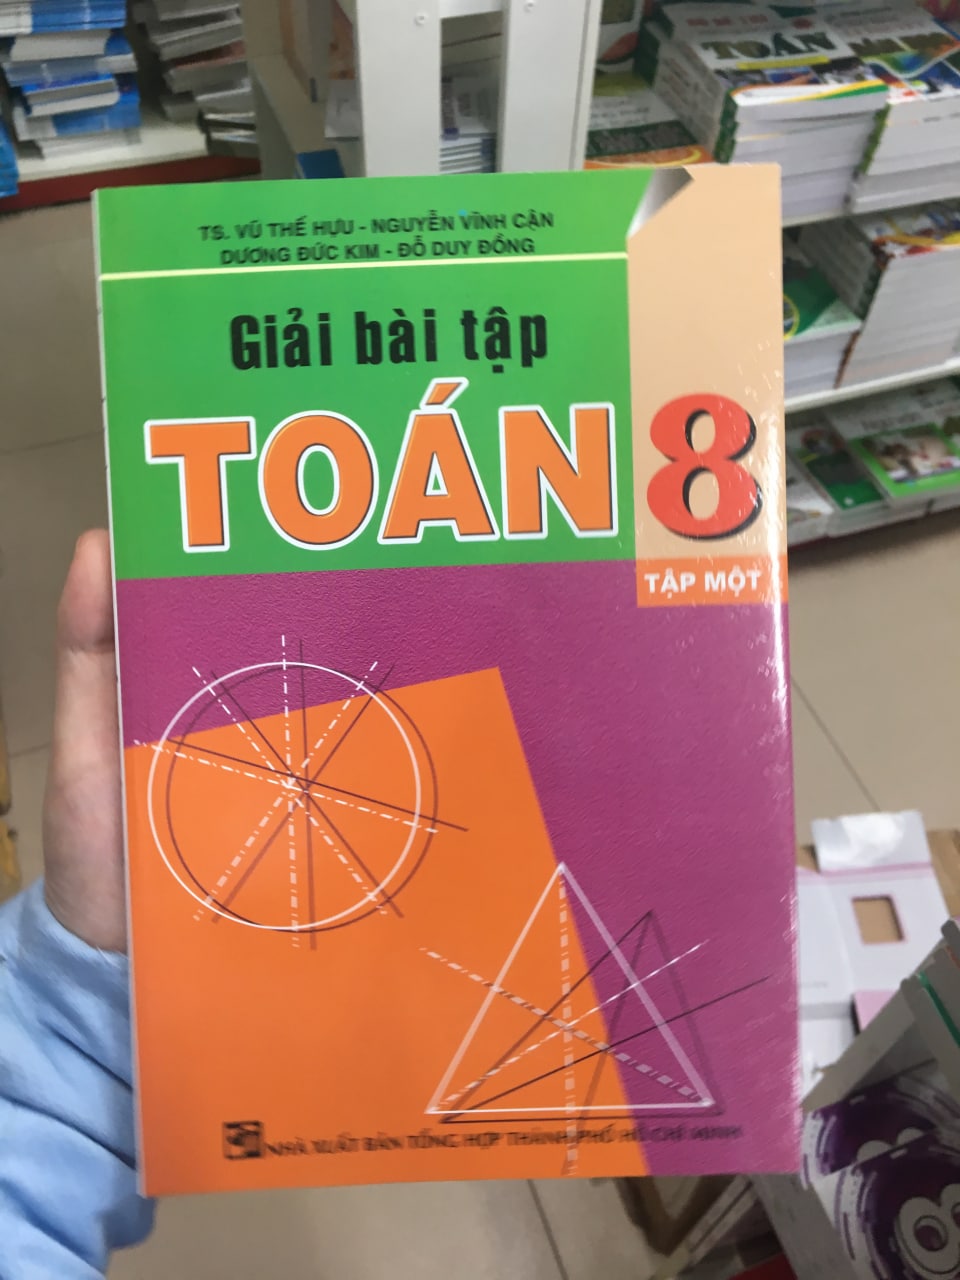 TS. VŨ THẾ HỰU - NGUYỄN VĨNH CẬN
DƯƠNG ĐỨC KIM - ĐỖ DUY ĐỒNG
Giải bài tập
TOÁN 8
TẬP MỘT
NHÀ XUẤT BẢN TỔNG HỢP THÀNH PHỐ HỒ CHÍ MINH